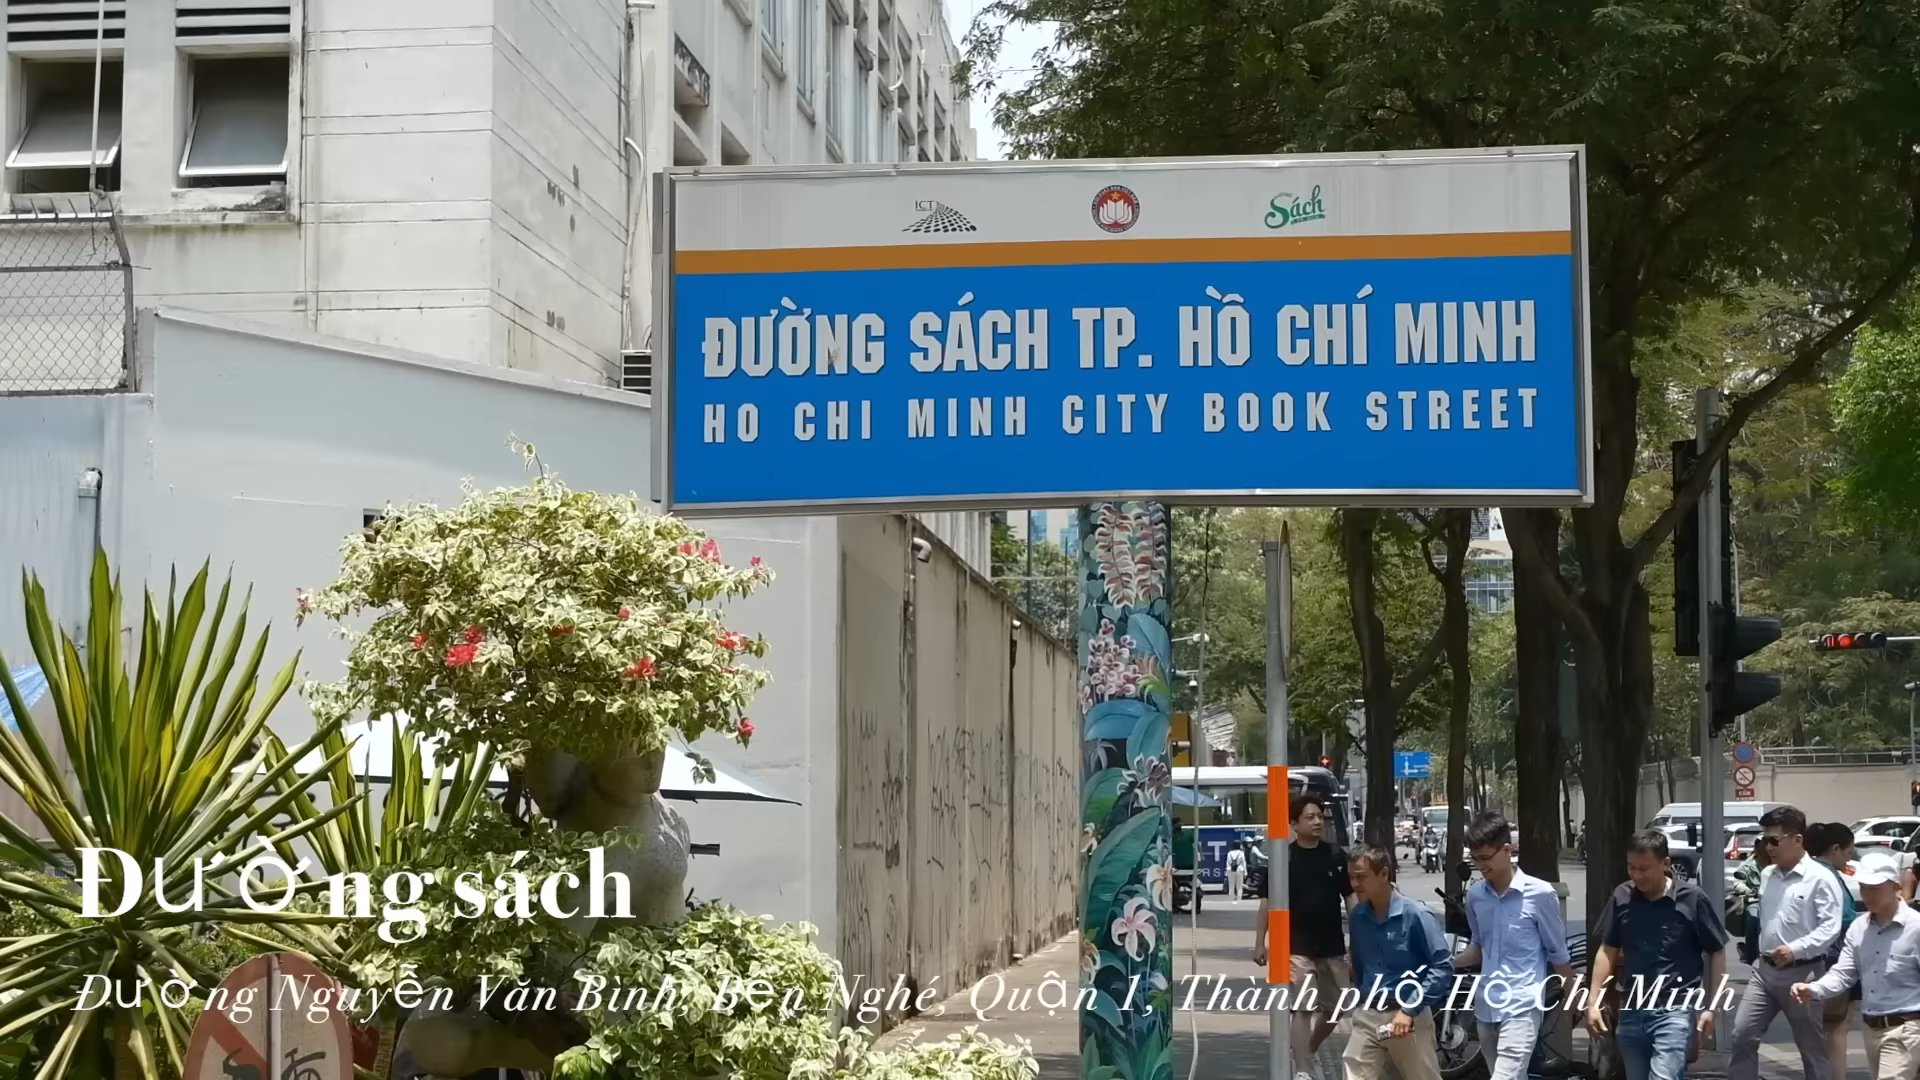 ICT
Sách
ĐƯỜNG SÁCH TP. HỒ CHÍ MINH
HO CHI MINH CITY BOOK STREET
CẤM
Đường sách
Đường Nguyễn Văn Bình, Bến Nghé, Quận 1, Thành phố Hồ Chí Minh